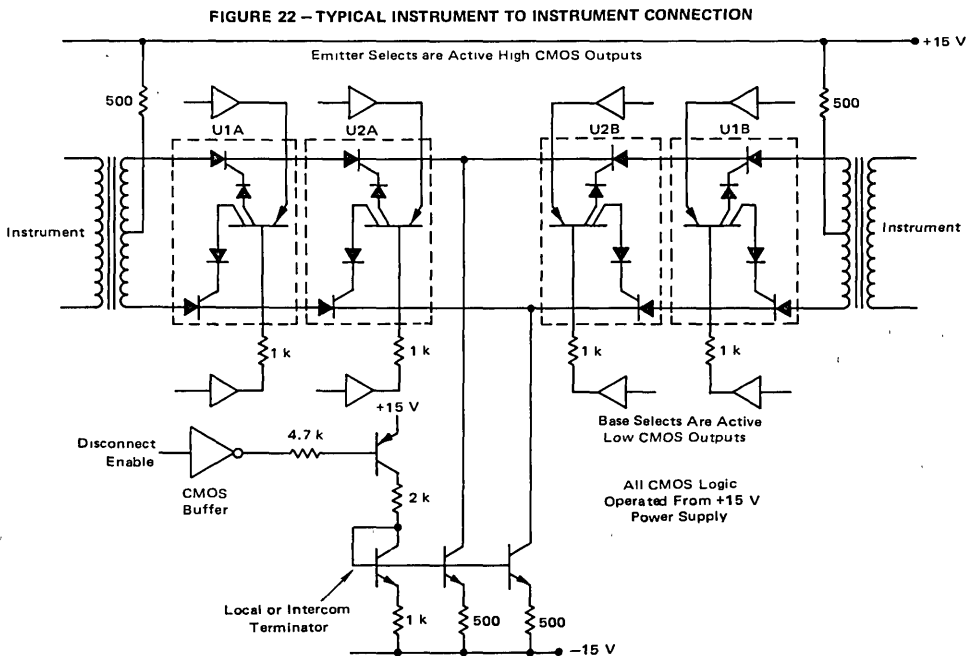 FIGURE 22 – TYPICAL INSTRUMENT TO INSTRUMENT CONNECTION
+15 V
Emitter Selects are Active High CMOS Outputs
500
500
U1A
U2A
U2B
U1B
Instrument
Instrument
1 k
1 k
1 k
1 k
+15 V
Base Selects Are Active
Low CMOS Outputs
Disconnect
Enable
4.7 k
CMOS
Buffer
2 k
All CMOS Logic
Operated From +15 V
Power Supply
Local or Intercom
Terminator
1 k
500
500
–15 V